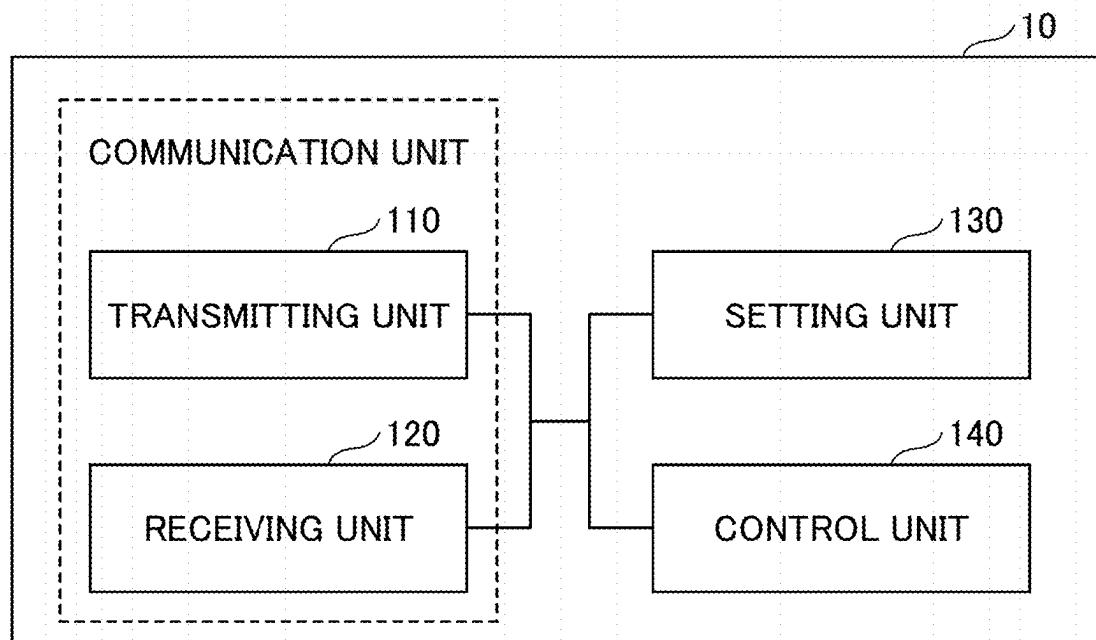 10
COMMUNICATION UNIT
110
TRANSMITTING UNIT
130
SETTING UNIT
120
RECEIVING UNIT
140
CONTROL UNIT